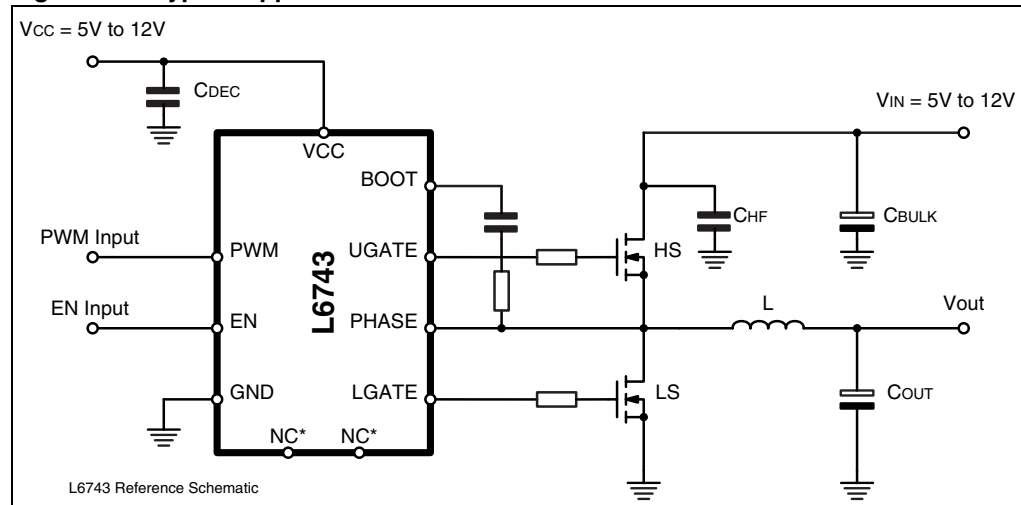 VCC = 5V to 12V
CDEC
VIN = 5V to 12V
VCC
BOOT
CHF
CBULK
PWM Input
PWM
UGATE
HS
L6743
EN Input
EN
PHASE
L
Vout
GND
LGATE
LS
COUT
NC*
NC*
L6743 Reference Schematic